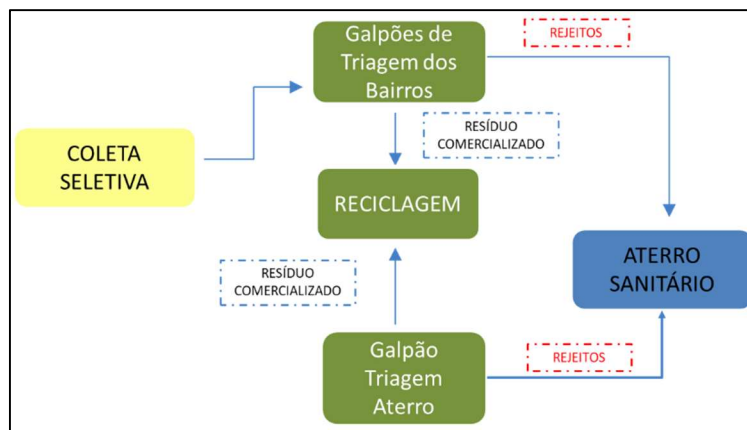 Galpões de
Triagem dos
Bairros
REJEITOS
RESÍDUO
COMERCIALIZADO
COLETA
SELETIVA
RECICLAGEM
ATERRO
SANITÁRIO
RESÍDUO
COMERCIALIZADO
Galpão
Triagem
Aterro
REJEITOS